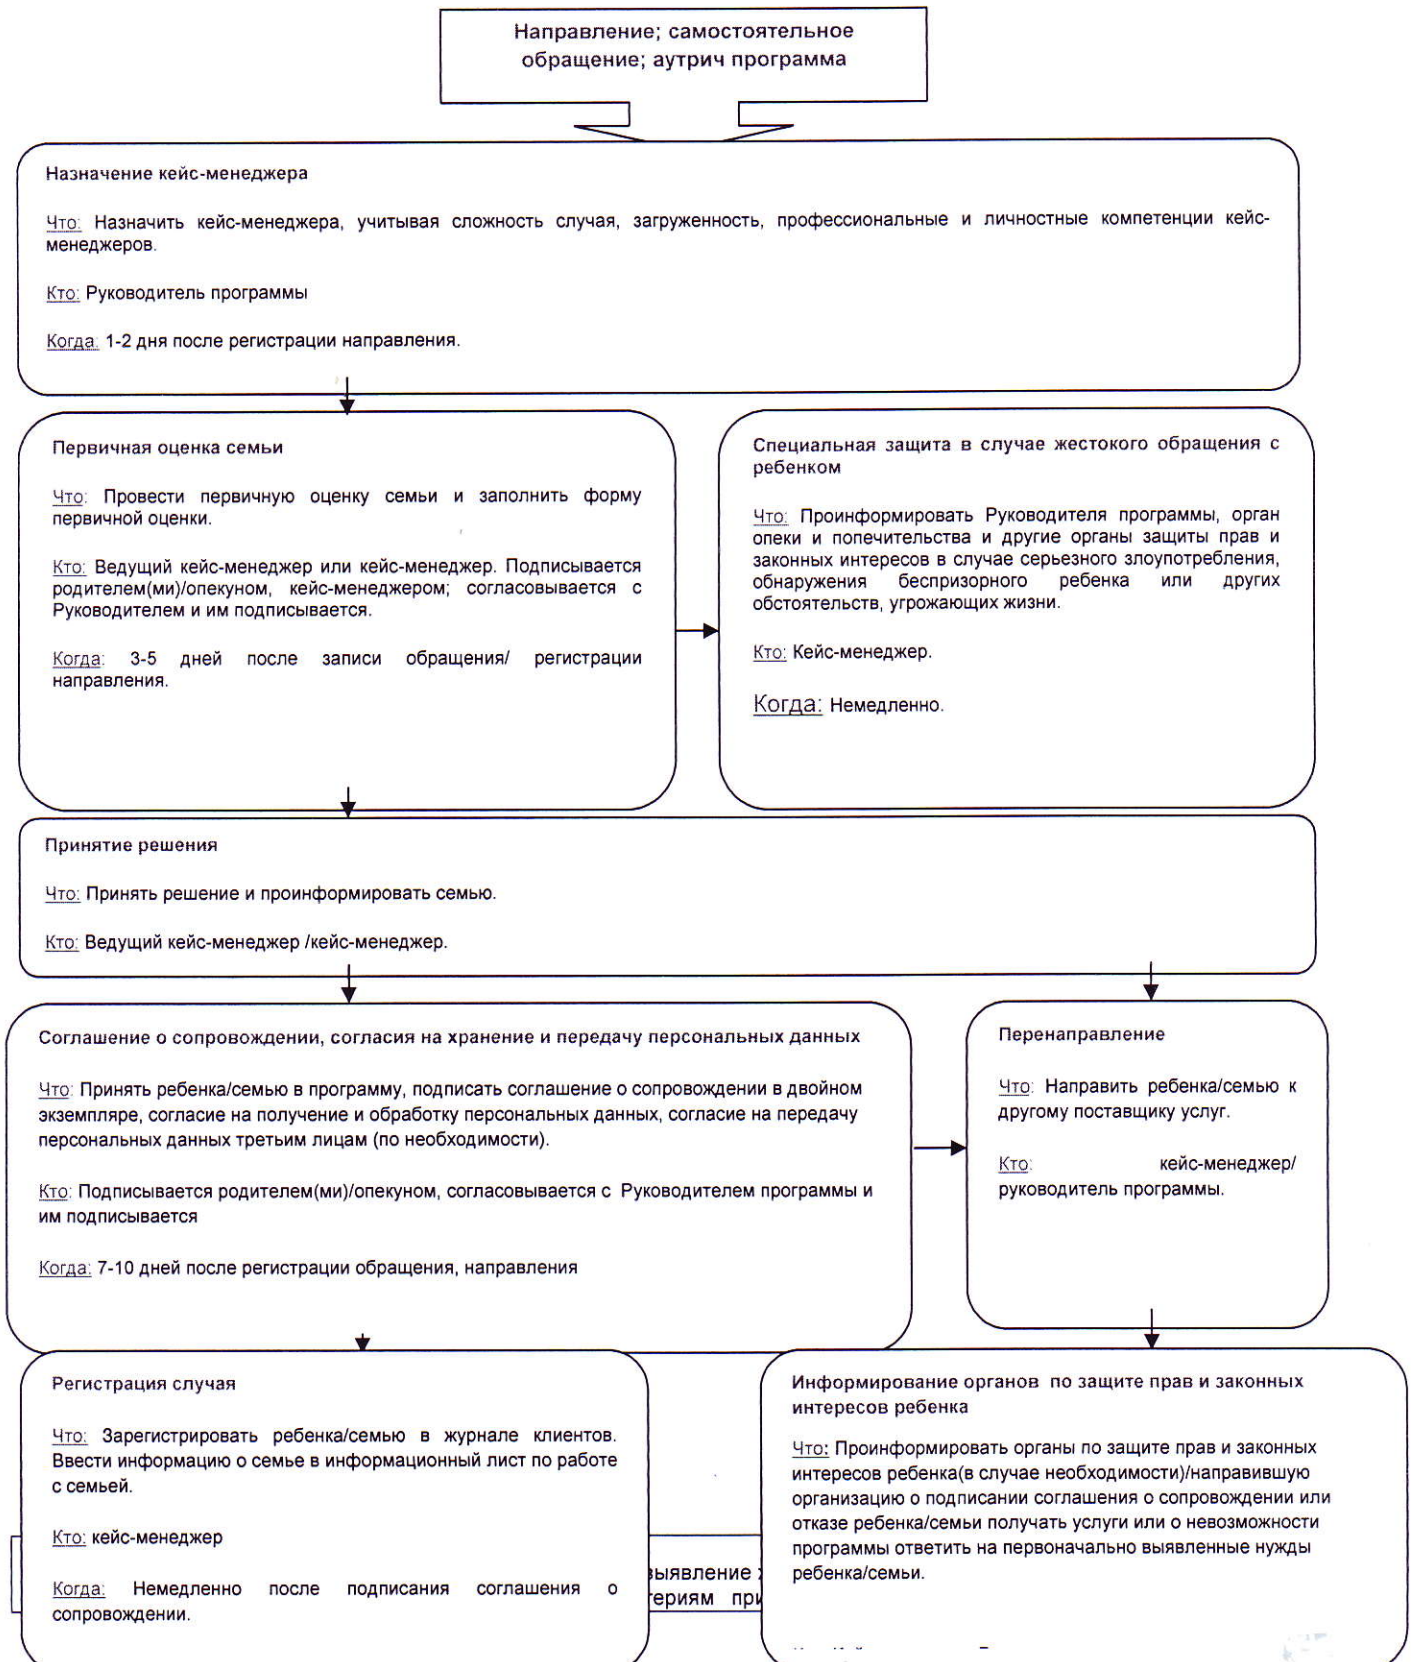 Направление; самостоятельное
обращение; аутрич программа
Назначение кейс-менеджера
Что: Назначить кейс-менеджера, учитывая сложность случая, загруженность, профессиональные и личностные компетенции кейс-
менеджеров.
Кто: Руководитель программы
Когда: 1-2 дня после регистрации направления.
Первичная оценка семьи
Что: Провести первичную оценку семьи и заполнить форму
первичной оценки.
Кто: Ведущий кейс-менеджер или кейс-менеджер. Подписывается
родителем(ми)/опекуном, кейс-менеджером; согласовывается с
Руководителем и им подписывается.
Когда: 3-5 дней после записи обращения/ регистрации
направления.
Специальная защита в случае жестокого обращения с
ребенком
Что: Проинформировать Руководителя программы, орган
опеки и попечительства и другие органы защиты прав и
законных интересов в случае серьезного злоупотребления,
обнаружения беспризорного ребенка или других
обстоятельств, угрожающих жизни.
Кто: Кейс-менеджер.
Когда: Немедленно.
Принятие решения
Что: Принять решение и проинформировать семью.
Кто: Ведущий кейс-менеджер /кейс-менеджер.
Соглашение о сопровождении, согласия на хранение и передачу персональных данных
Что: Принять ребенка/семью в программу, подписать соглашение о сопровождении в двойном
экземпляре, согласие на получение и обработку персональных данных, согласие на передачу
персональных данных третьим лицам (по необходимости).
Кто: Подписывается родителем(ми)/опекуном, согласовывается с Руководителем программы и
им подписывается
Когда: 7-10 дней после регистрации обращения, направления
Перенаправление
Что: Направить ребенка/семью к
другому поставщику услуг.
Кто: кейс-менеджер/
руководитель программы.
Регистрация случая
Что: Зарегистрировать ребенка/семью в журнале клиентов.
Ввести информацию о семье в информационный лист по работе
с семьей.
Кто: кейс-менеджер
Когда: Немедленно после подписания соглашения о
сопровождении.
выявление
териям при
Информирование органов по защите прав и законных
интересов ребенка
Что: Проинформировать органы по защите прав и законных
интересов ребенка(в случае необходимости)/направившую
организацию о подписании соглашения о сопровождении или
отказе ребенка/семьи получать услуги или о невозможности
программы ответить на первоначально выявленные нужды
ребенка/семьи.